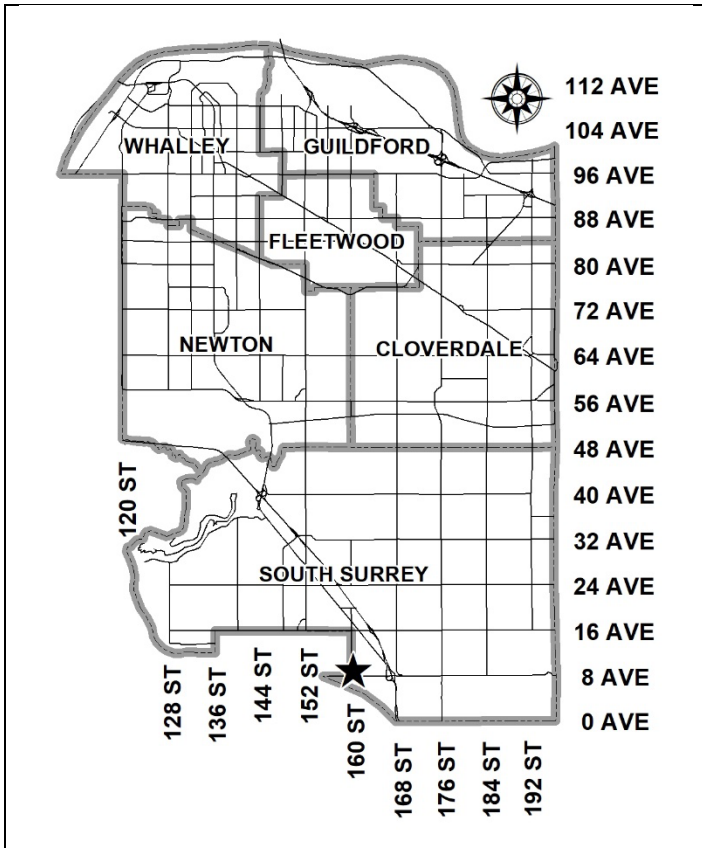 112 AVE
104 AVE
WHALLEY
GUILDFORD
96 AVE
88 AVE
FLEETWOOD
80 AVE
72 AVE
NEWTON
CLOVERDALE
64 AVE
56 AVE
48 AVE
120 ST
40 AVE
32 AVE
SOUTH SURREY
24 AVE
16 AVE
8 AVE
0 AVE
128 ST
136 ST
144 ST
152 ST
160 ST
168 ST
176 ST
184 ST
192 ST